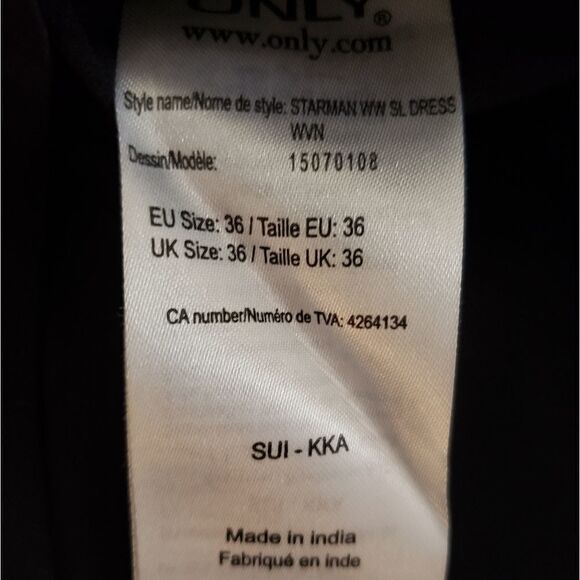 ONLY®
www.only.com
Style name/Nome de style: STARMAN WW SL DRESS
WVN
Dessin/Modèle: 15070108
EU Size: 36 / Taille EU: 36
UK Size: 36 / Taille UK: 36
CA number/Numéro de TVA: 4264134
SUI - KKA
Made in india
Fabriqué en inde